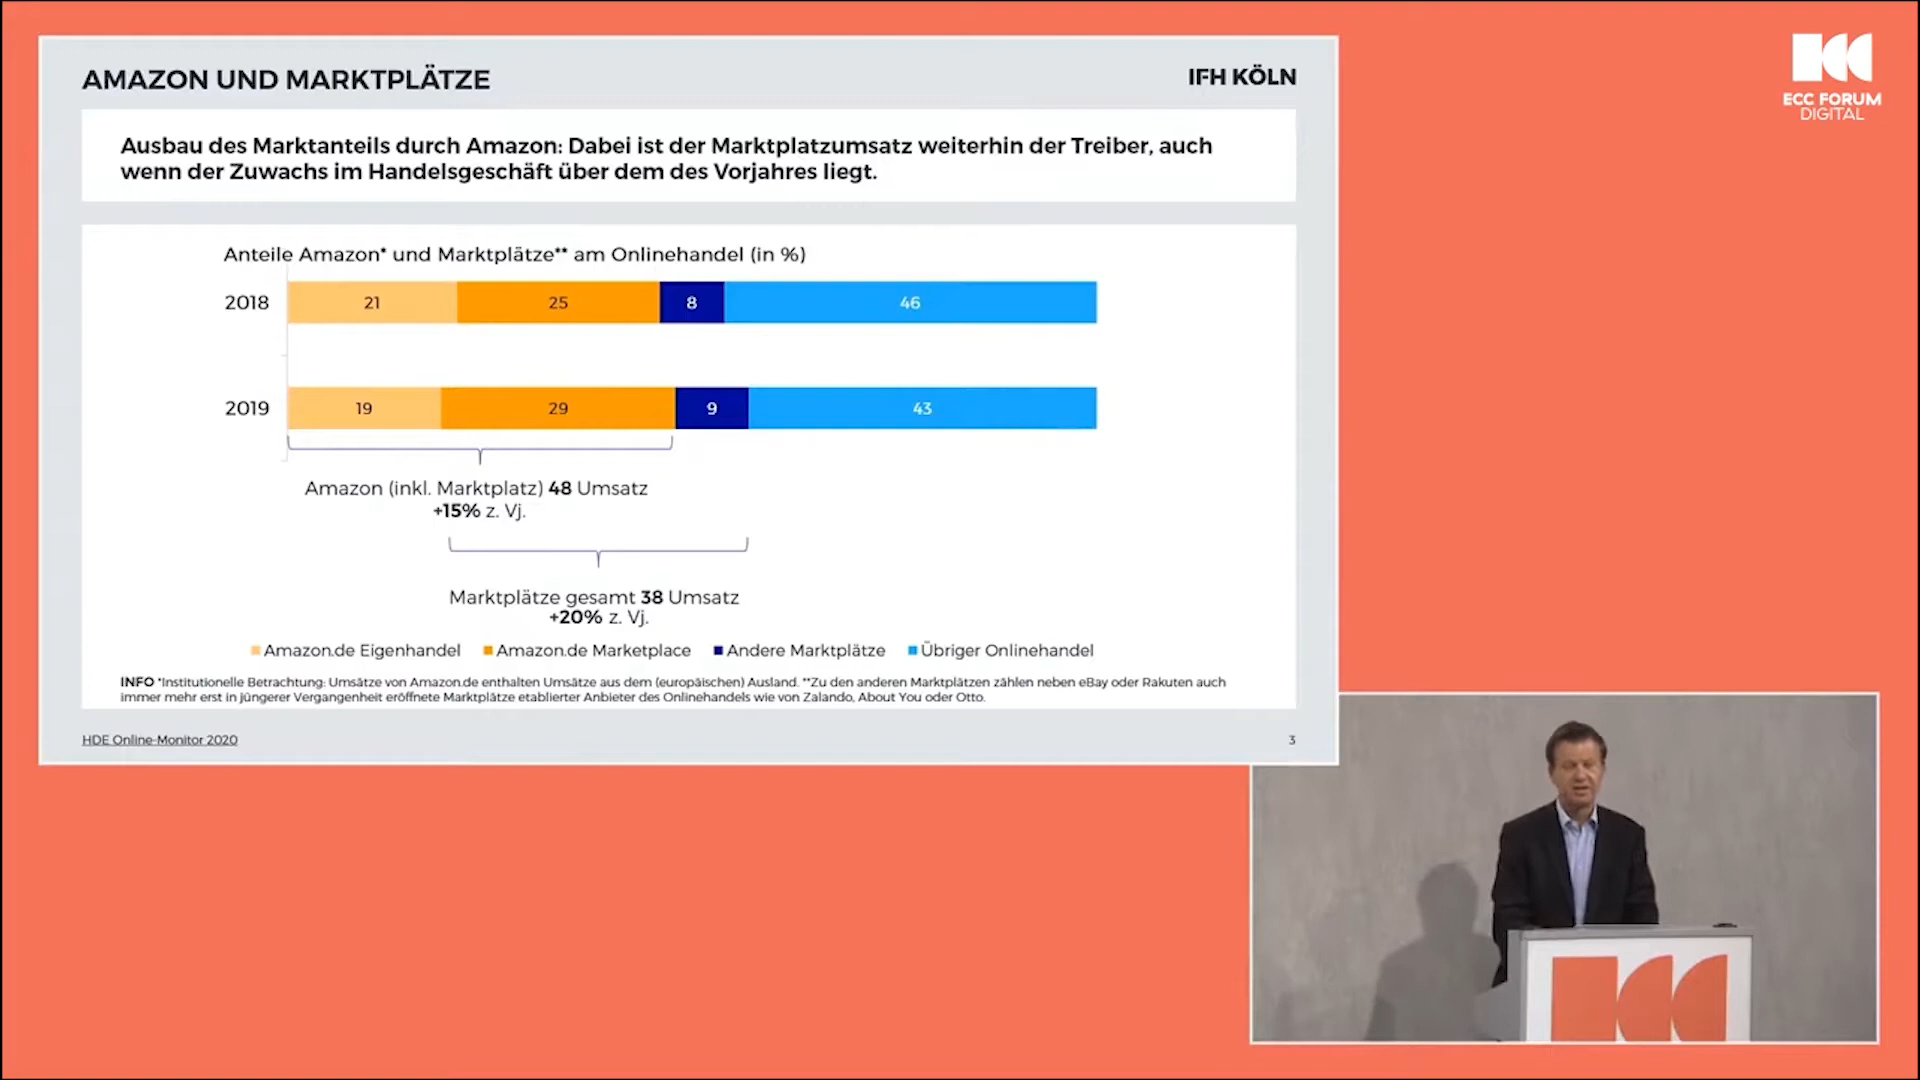 AMAZON UND MARKTPLÄTZE
IFH KÖLN
ECC FORUM
DIGITAL
Ausbau des Marktanteils durch Amazon: Dabei ist der Marktplatzumsatz weiterhin der Treiber, auch
wenn der Zuwachs im Handelsgeschäft über dem des Vorjahres liegt.
Anteile Amazon* und Marktplätze** am Onlinehandel (in %)
2018 21 25 8 46
2019 19 29 9 43
Amazon (inkl. Marktplatz) 48 Umsatz
+15% z. Vj.
Marktplätze gesamt 38 Umsatz
+20% z. Vj.
Amazon.de Eigenhandel Amazon.de Marketplace Andere Marktplätze Übriger Onlinehandel
INFO *Institutionelle Betrachtung: Umsätze von Amazon.de enthalten Umsätze aus dem (europäischen) Ausland. **Zu den anderen Marktplätzen zählen neben eBay oder Rakuten auch
immer mehr erst in jüngerer Vergangenheit eröffnete Marktplätze etablierter Anbieter des Onlinehandels wie von Zalando, About You oder Otto.
HDE Online-Monitor 2020
3